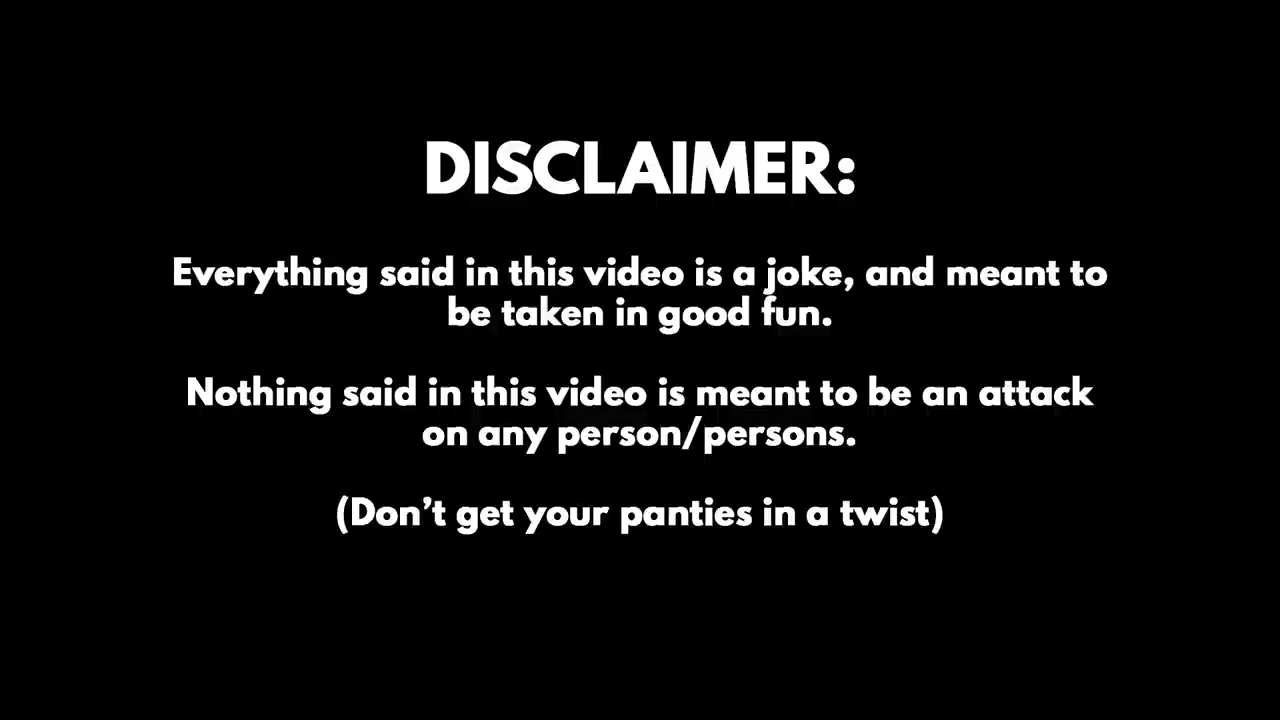 DISCLAIMER:
Everything said in this video is a joke, and meant to
be taken in good fun.
Nothing said in this video is meant to be an attack
on any person/persons.
(Don’t get your panties in a twist)